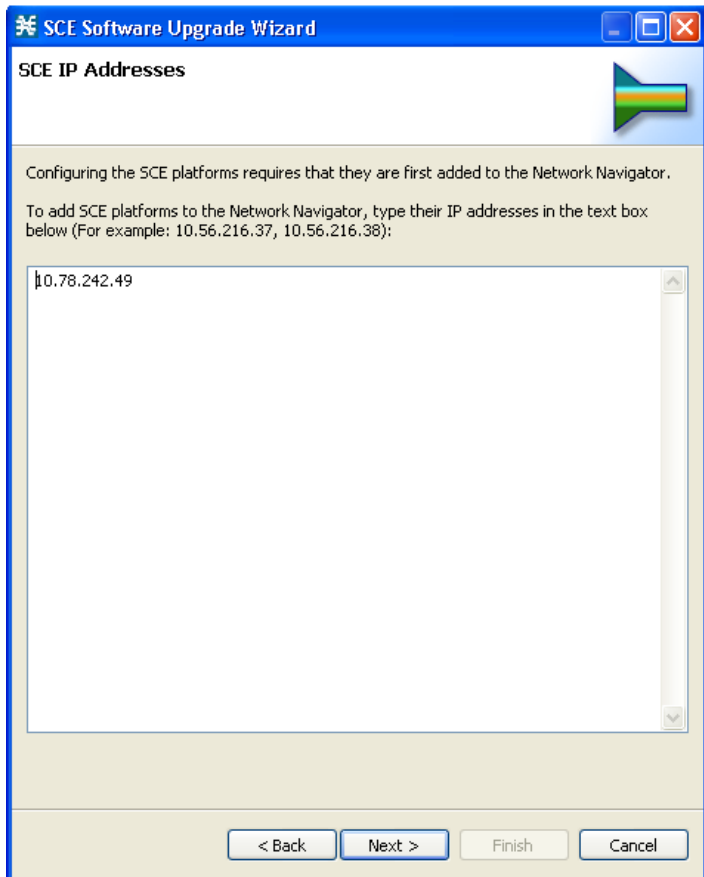 SCE Software Upgrade Wizard
SCE IP Addresses
Configuring the SCE platforms requires that they are first added to the Network Navigator.
To add SCE platforms to the Network Navigator, type their IP addresses in the text box
below (For example: 10.56.216.37, 10.56.216.38):
10.78.242.49
< Back Next > Finish Cancel